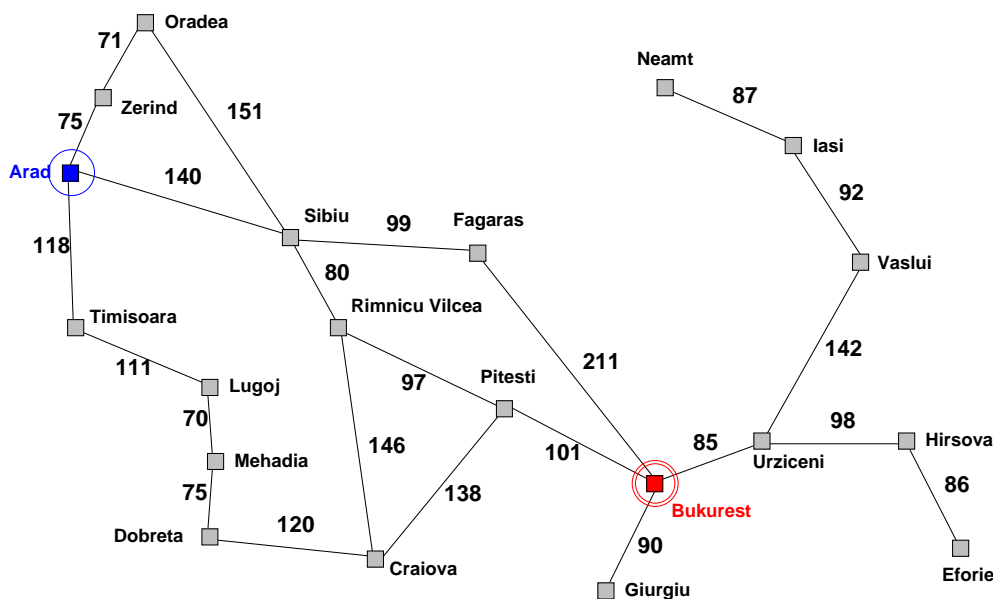 Oradea
71
Neamt
87
Zerind
151
75
Iasi
Arad
140
92
Sibiu
99
Fagaras
118
80
Vaslui
Timisoara
Rimnicu Vilcea
111
97
Pitesti
211
142
Lugoj
70
146
101
85
98
Hirsova
Mehadia
Urziceni
75
138
86
120
Bukurest
Dobreta
90
Craiova
Giurgiu
Eforie